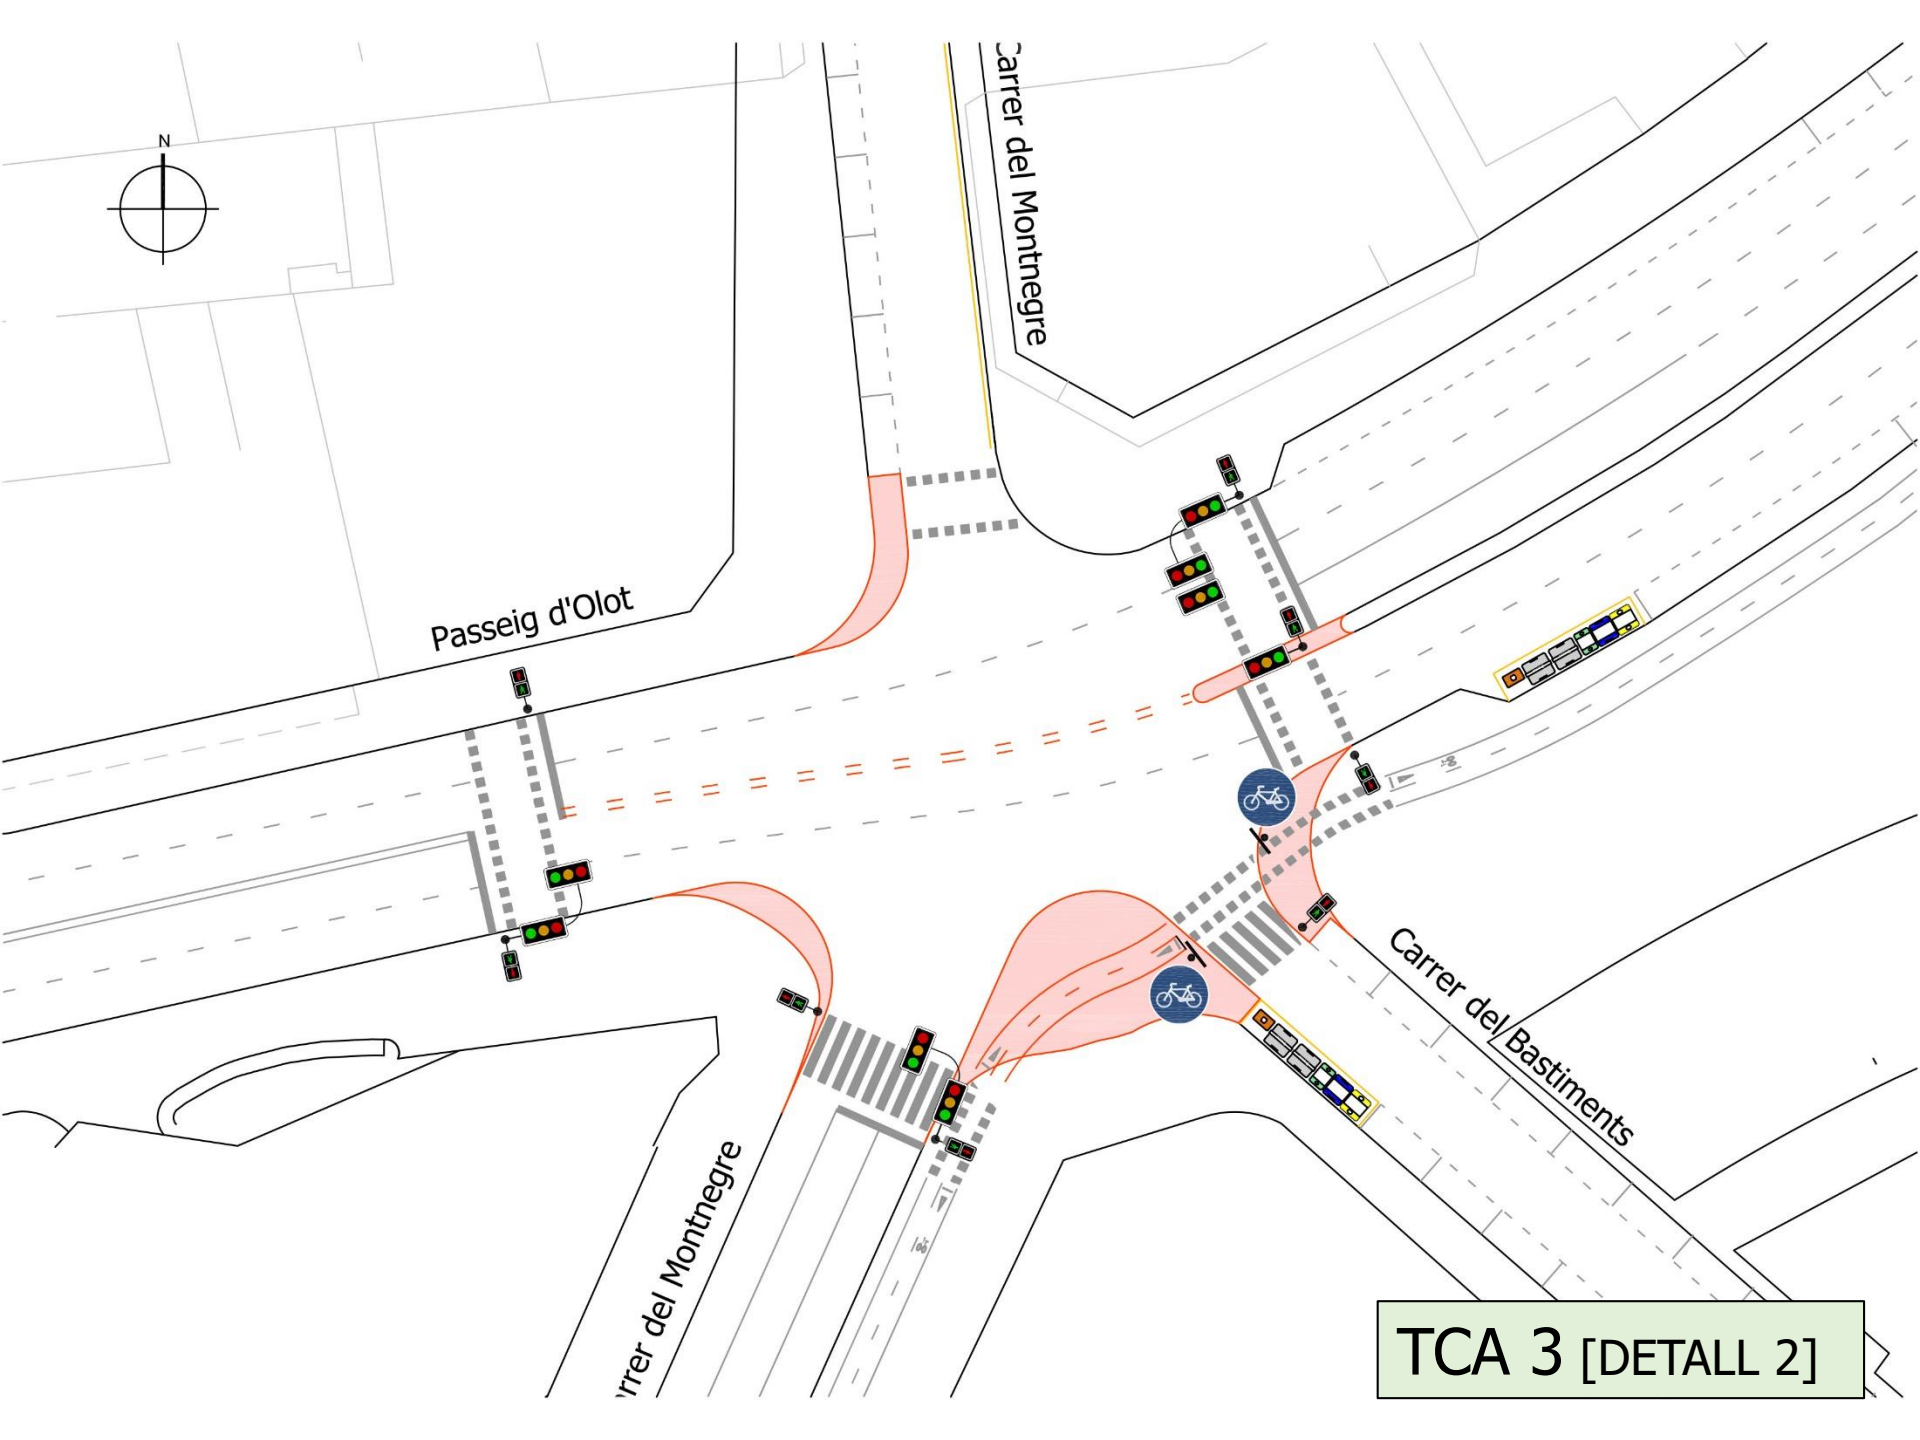 N
Carrer del Montnegre
Passeig d'Olot
Carrer del Bastiments
rrer del Montnegre
TCA 3 [DETALL 2]